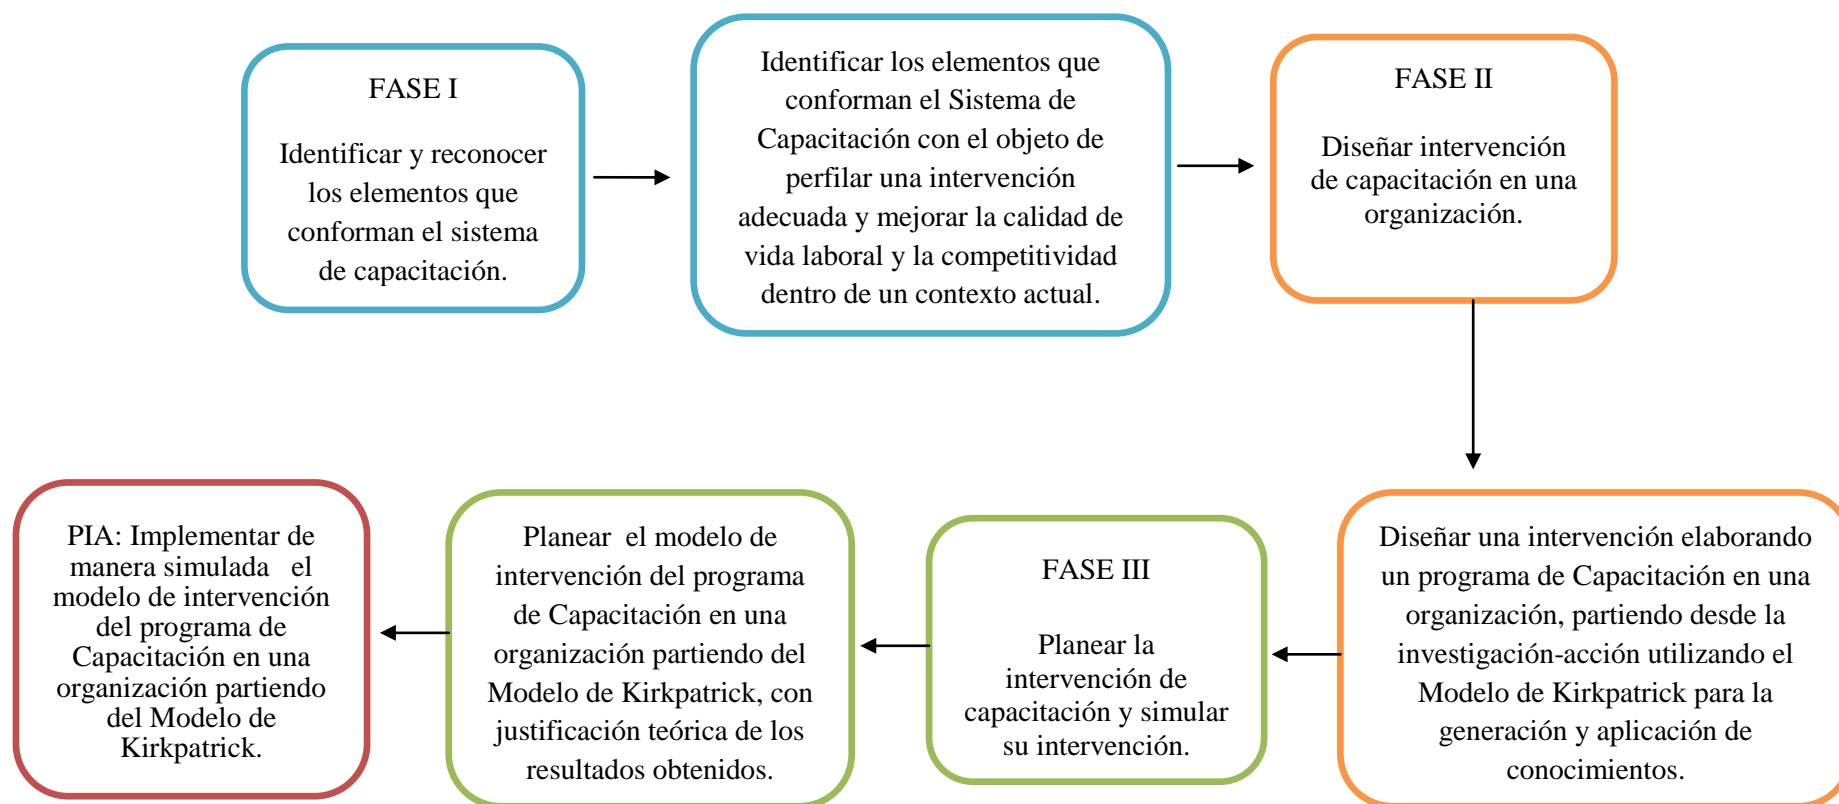 FASE I
Identificar y reconocer
los elementos que
conforman el sistema
de capacitación.
Identificar los elementos que
conforman el Sistema de
Capacitación con el objeto de
perfilar una intervención
adecuada y mejorar la calidad de
vida laboral y la competitividad
dentro de un contexto actual.
FASE II
Diseñar intervención
de capacitación en una
organización.
Diseñar una intervención elaborando
un programa de Capacitación en una
organización, partiendo desde la
investigación-acción utilizando el
Modelo de Kirkpatrick para la
generación y aplicación de
conocimientos.
FASE III
Planear la
intervención de
capacitación y simular
su intervención.
Planear el modelo de
intervención del programa
de Capacitación en una
organización partiendo del
Modelo de Kirkpatrick, con
justificación teórica de los
resultados obtenidos.
PIA: Implementar de
manera simulada el
modelo de intervención
del programa de
Capacitación en una
organización partiendo
del Modelo de
Kirkpatrick.